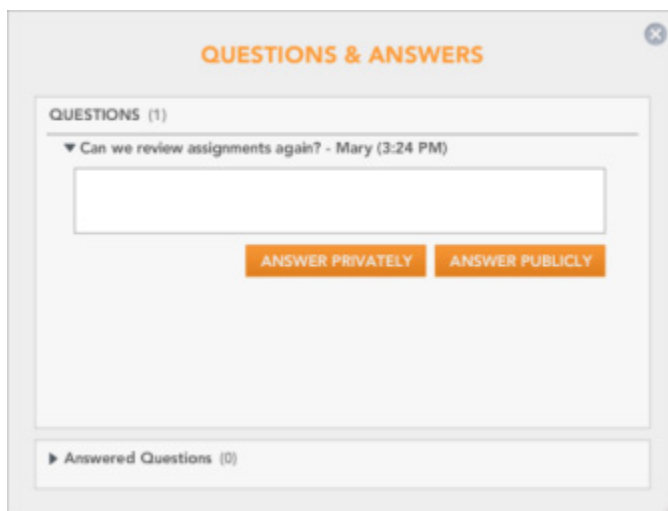 QUESTIONS & ANSWERS
QUESTIONS (1)
Can we review assignments again? - Mary (3:24 PM)
ANSWER PRIVATELY ANSWER PUBLICLY
Answered Questions (0)